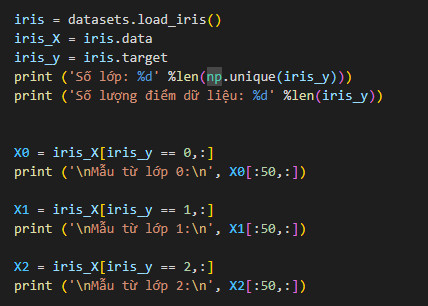 iris = datasets.load_iris()
iris_X = iris.data
iris_y = iris.target
print ('Số lớp: %d' %len(np.unique(iris_y)))
print ('Số lượng điểm dữ liệu: %d' %len(iris_y))
X0 = iris_X[iris_y == 0,:]
print ('\nMẫu từ lớp 0:\n', X0[:50,:])
X1 = iris_X[iris_y == 1,:]
print ('\nMẫu từ lớp 1:\n', X1[:50,:])
X2 = iris_X[iris_y == 2,:]
print ('\nMẫu từ lớp 2:\n', X2[:50,:])